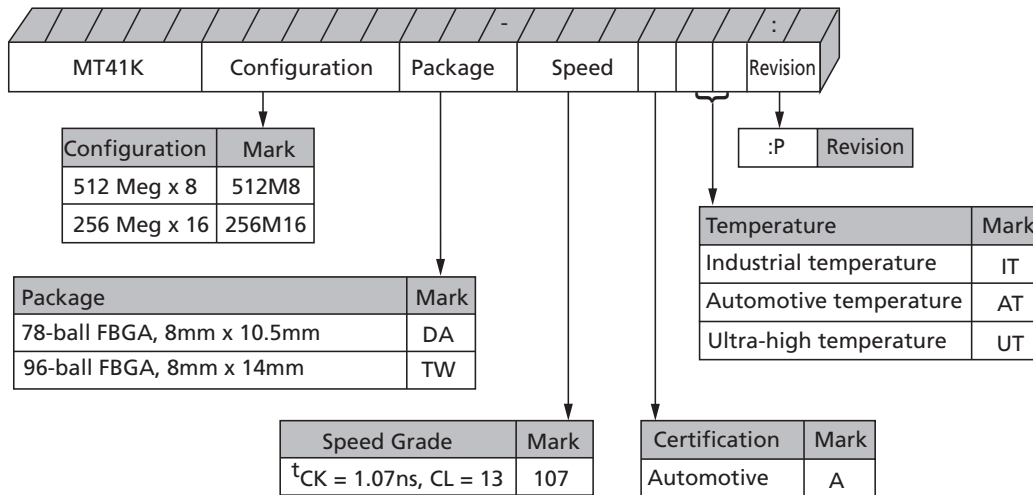 - :
MT41K Configuration Package Speed Revision
:P Revision
Configuration Mark
512 Meg x 8 512M8
256 Meg x 16 256M16
Temperature Mark
Industrial temperature IT
Automotive temperature AT
Ultra-high temperature UT
Package Mark
78-ball FBGA, 8mm x 10.5mm DA
96-ball FBGA, 8mm x 14mm TW
Speed Grade Mark
tCK = 1.07ns, CL = 13 107
Certification Mark
Automotive A